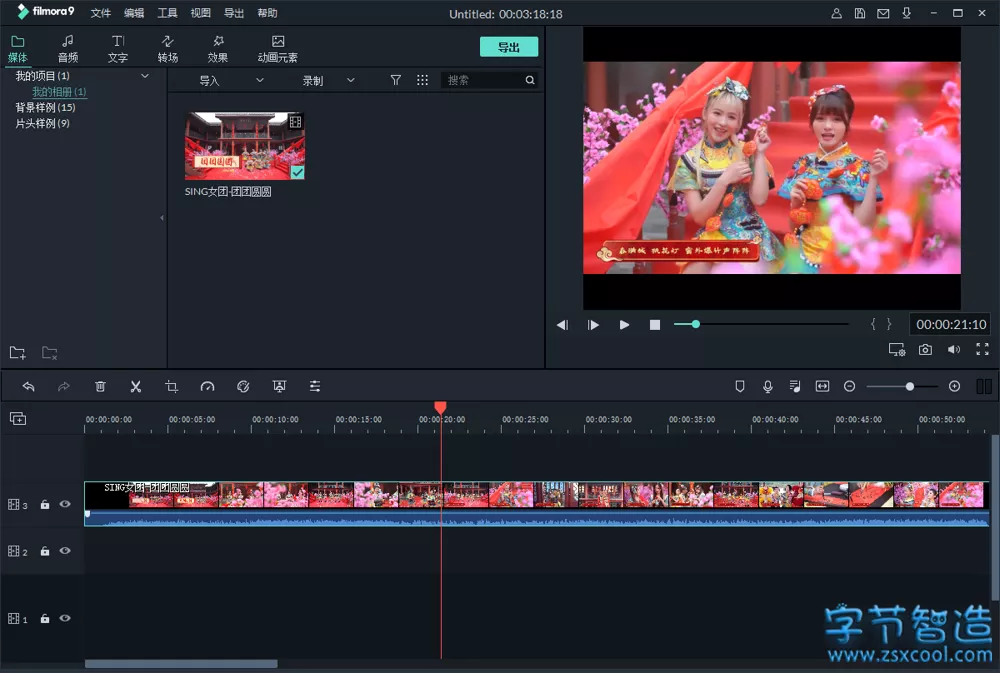 filmora9 文件 编辑 工具 视图 导出 帮助 Untitled: 00:03:18:18
媒体 音频 文字 转场 效果 动画元素 导出
我的项目 (1)
我的相册 (1)
背景样例 (15)
片头样例 (9)
导入 录制 搜索
团团圆圆
SING女团-团团圆圆
春满城 桃花灯 窗外爆竹声阵阵
00:00:21:10
00:00:00:00 00:00:05:00 00:00:10:00 00:00:15:00 00:00:20:00 00:00:25:00 00:00:30:00 00:00:35:00 00:00:40:00 00:00:45:00 00:00:50:00
SING女团-团团圆圆
3
2
1
字节智造
www.zsxcool.com